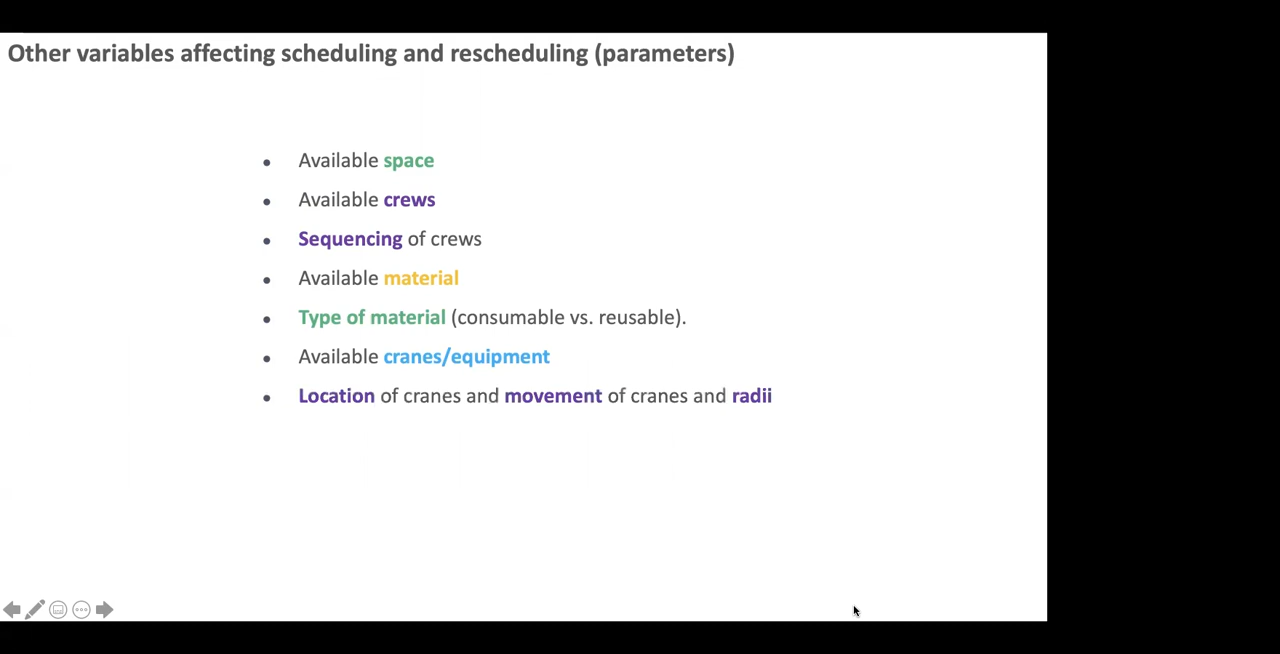 Other variables affecting scheduling and rescheduling (parameters)
• Available space
• Available crews
• Sequencing of crews
• Available material
• Type of material (consumable vs. reusable).
• Available cranes/equipment
• Location of cranes and movement of cranes and radii